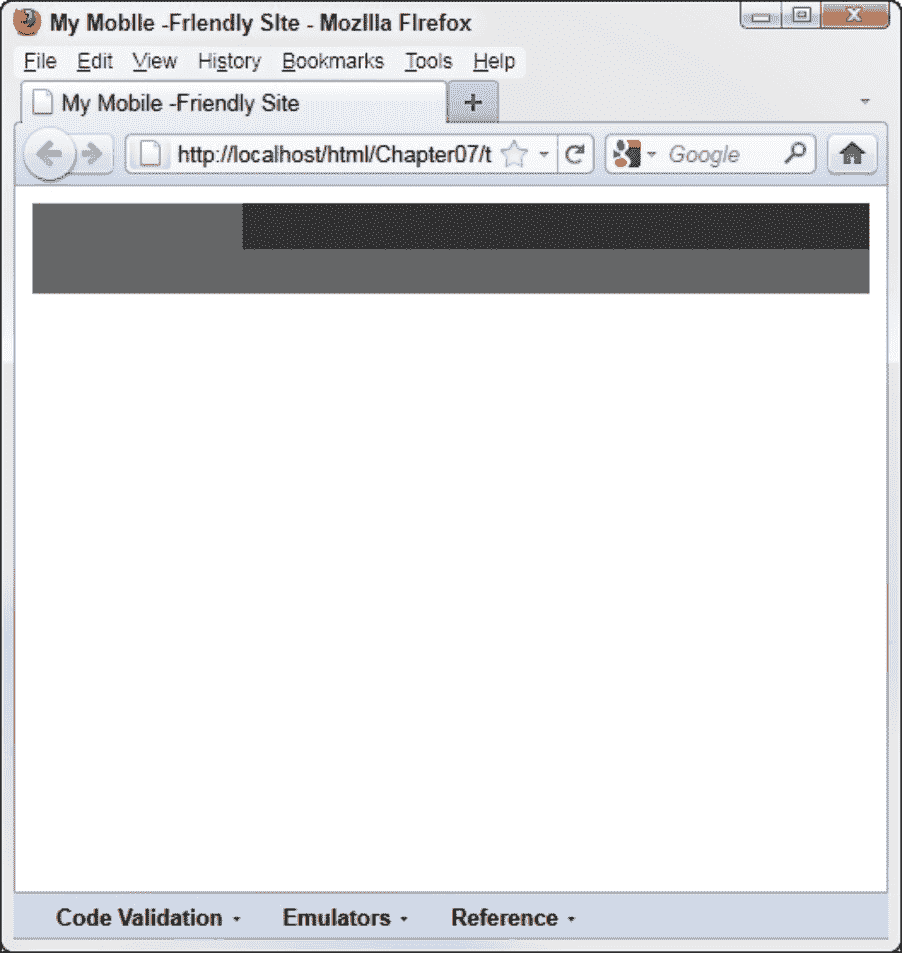 My Mobile -Friendly Site - Mozilla Firefox
File Edit View History Bookmarks Tools Help
My Mobile -Friendly Site +
http://localhost/html/Chapter07/t Google
Code Validation Emulators Reference